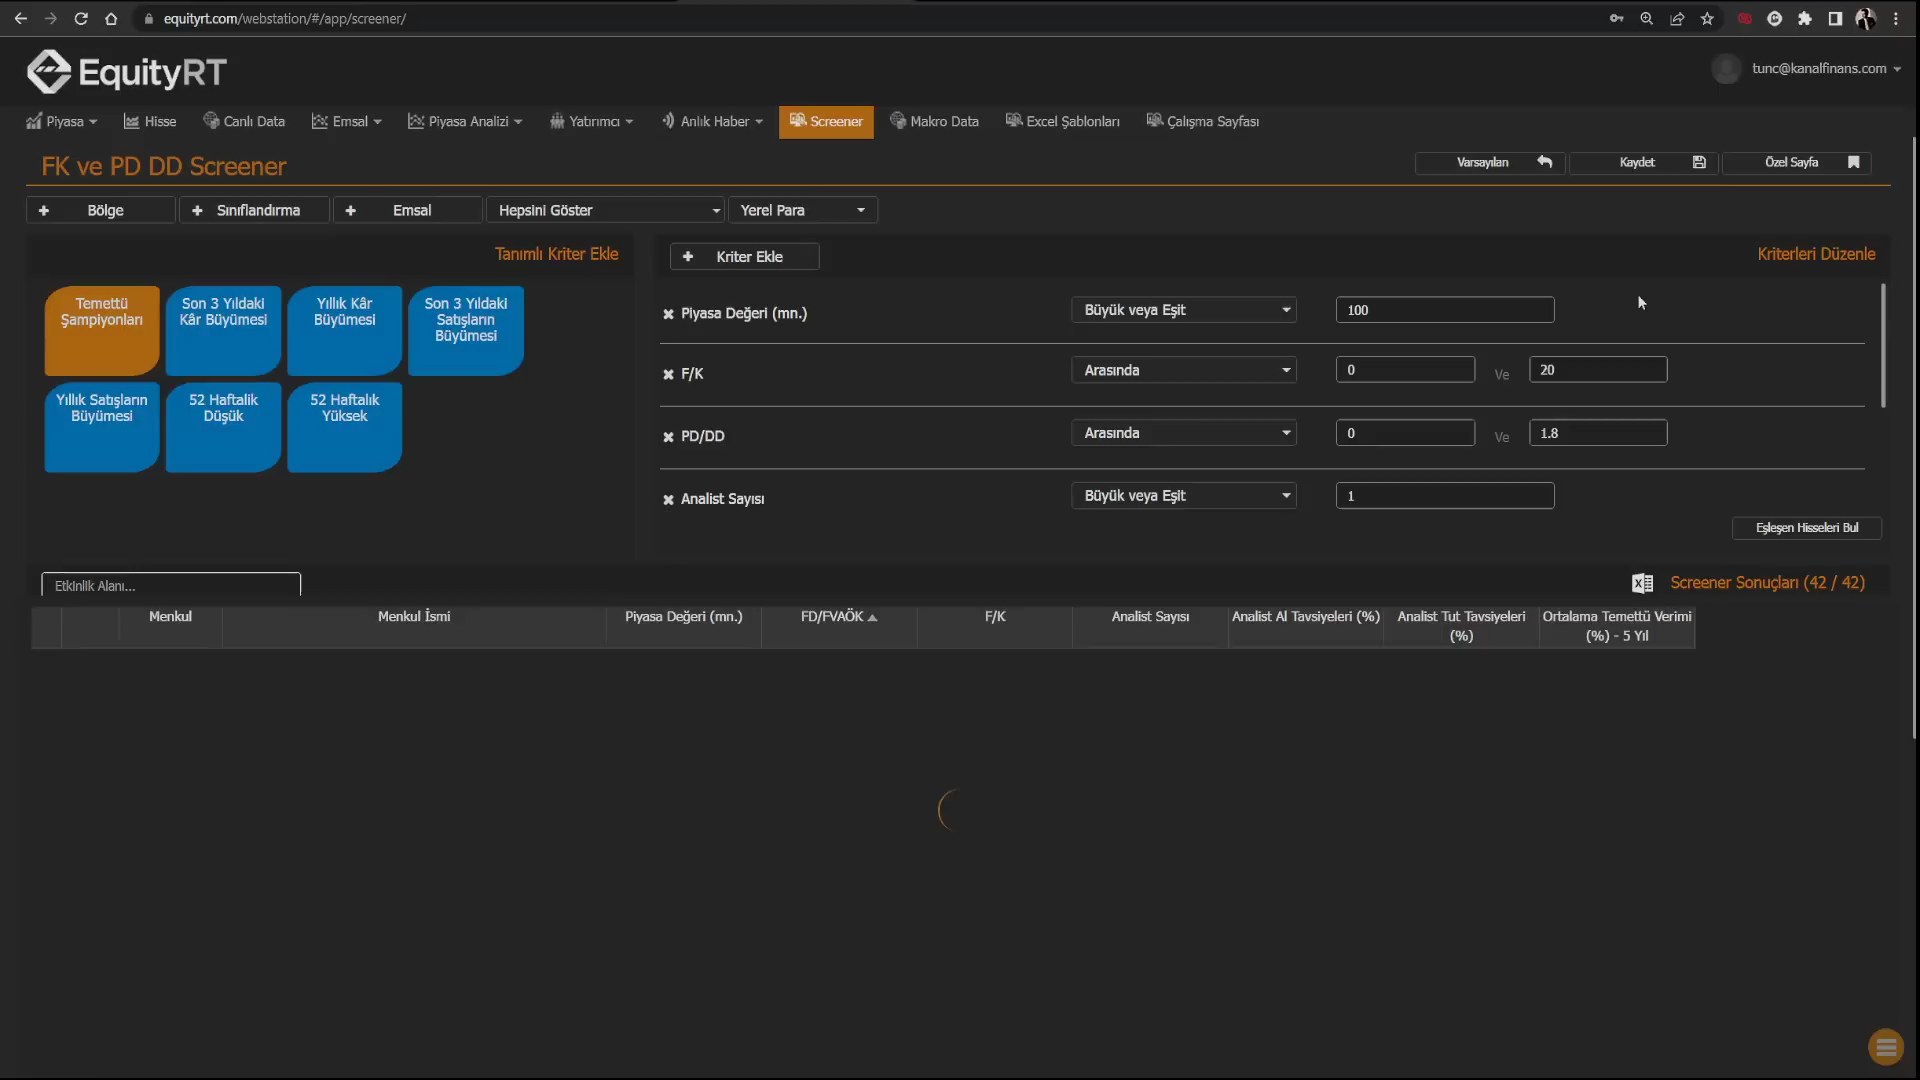 equityrt.com/webstation/#/app/screener/
EquityRT
tunc@kanalfinans.com
Piyasa Hisse Canlı Data Emsal Piyasa Analizi Yatırımcı Anlık Haber Screener Makro Data Excel Şablonları Çalışma Sayfası
FK ve PD DD Screener
Varsayılan Kaydet Özel Sayfa
+ Bölge + Sınıflandırma + Emsal Hepsini Göster Yerel Para
Tanımlı Kriter Ekle
Temettü
Şampiyonları
Son 3 Yıldaki
Kâr Büyümesi
Yıllık Kâr
Büyümesi
Son 3 Yıldaki
Satışların
Büyümesi
Yıllık Satışların
Büyümesi
52 Haftalık
Düşük
52 Haftalık
Yüksek
+ Kriter Ekle
Kriterleri Düzenle
Piyasa Değeri (mn.) Büyük veya Eşit 100
F/K Arasında 0 Ve 20
PD/DD Arasında 0 Ve 1.8
Analist Sayısı Büyük veya Eşit 1
Eşleşen Hisseleri Bul
Etkinlik Alanı...
Screener Sonuçları (42 / 42)
Menkul
Menkul İsmi
Piyasa Değeri (mn.)
FD/FVAÖK
F/K
Analist Sayısı
Analist Al Tavsiyeleri (%)
Analist Tut Tavsiyeleri
(%)
Ortalama Temettü Verimi
(%) - 5 Yıl